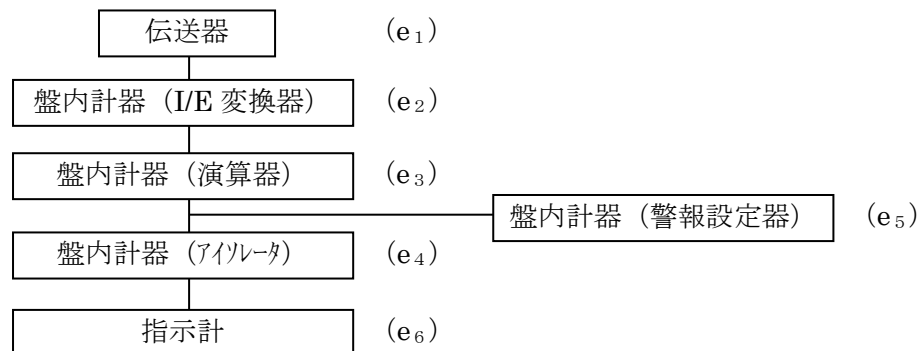 伝送器 (e₁)
盤内計器（I/E 変換器） (e₂)
盤内計器（演算器） (e₃)
盤内計器（警報設定器） (e₅)
盤内計器（ｱｲｿﾚｰﾀ） (e₄)
指示計 (e₆)